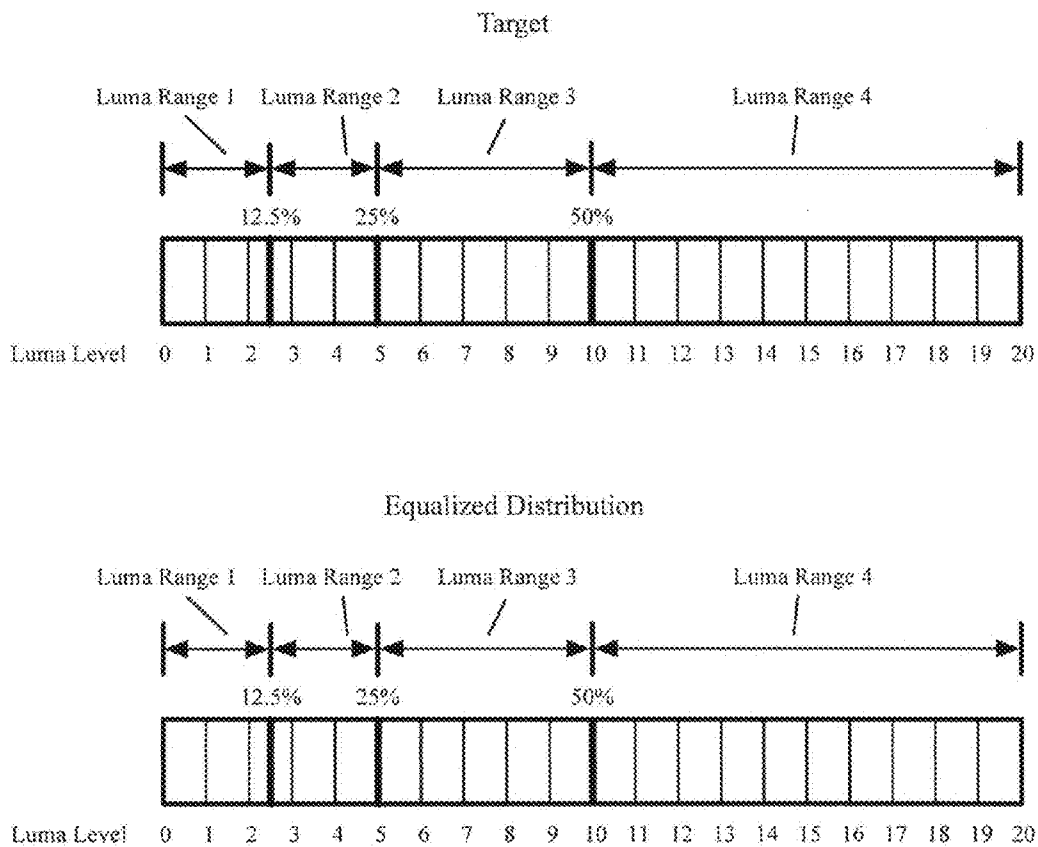 Target
Luma Range 1 Luma Range 2 Luma Range 3 Luma Range 4
12.5% 25% 50%
Luma Level 0 1 2 3 4 5 6 7 8 9 10 11 12 13 14 15 16 17 18 19 20
Equalized Distribution
Luma Range 1 Luma Range 2 Luma Range 3 Luma Range 4
12.5% 25% 50%
Luma Level 0 1 2 3 4 5 6 7 8 9 10 11 12 13 14 15 16 17 18 19 20